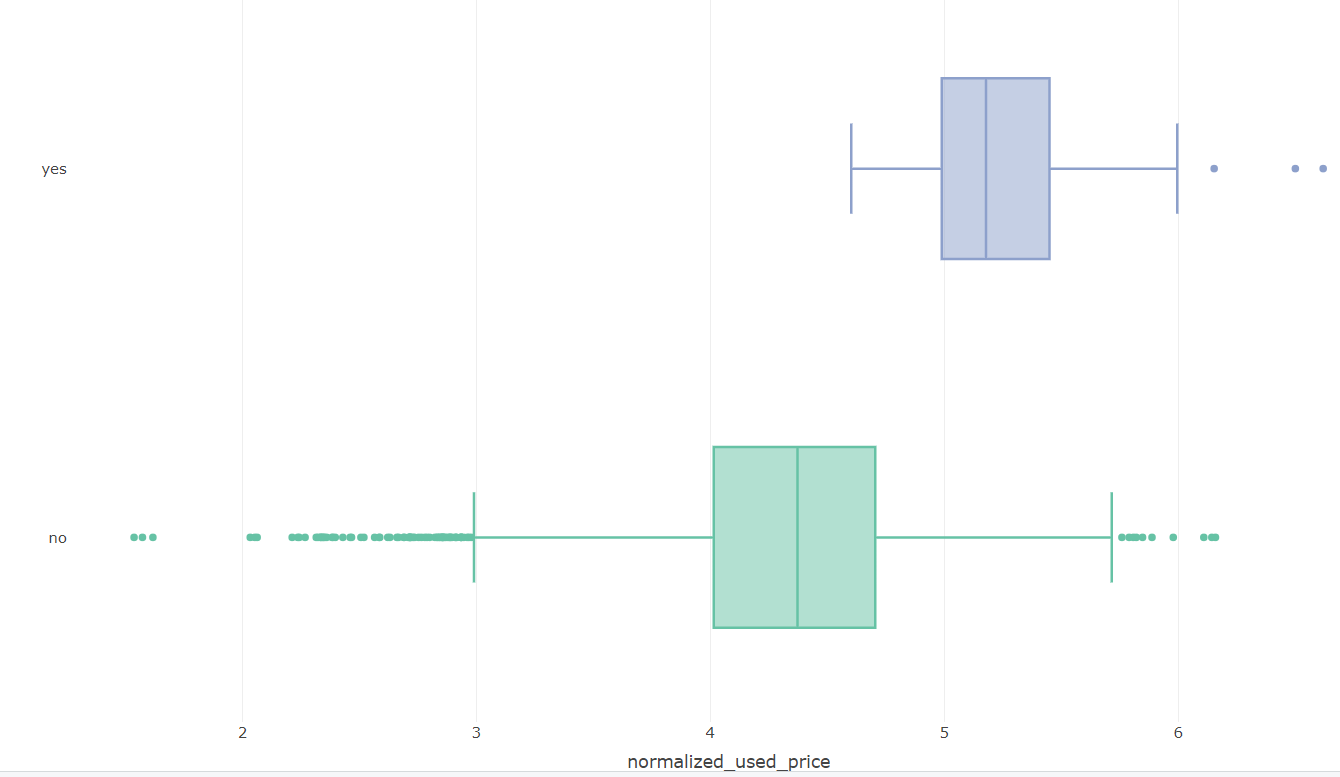 yes
no
2 3 4 5 6
normalized_used_price